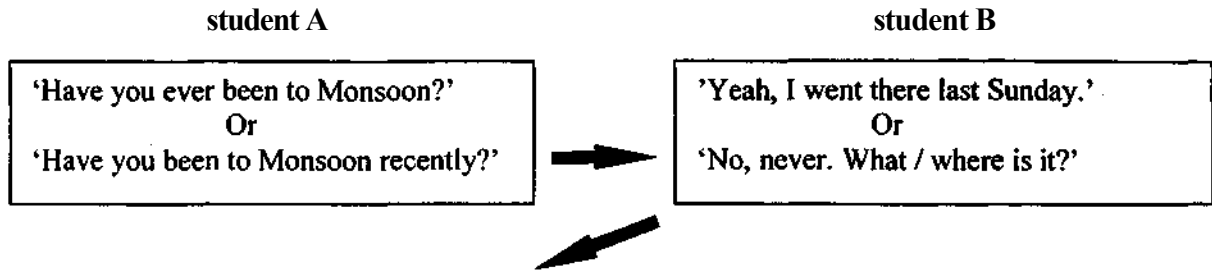 student A
student B
‘Have you ever been to Monsoon?’
Or
‘Have you been to Monsoon recently?’
’Yeah, I went there last Sunday.’
Or
‘No, never. What / where is it?’